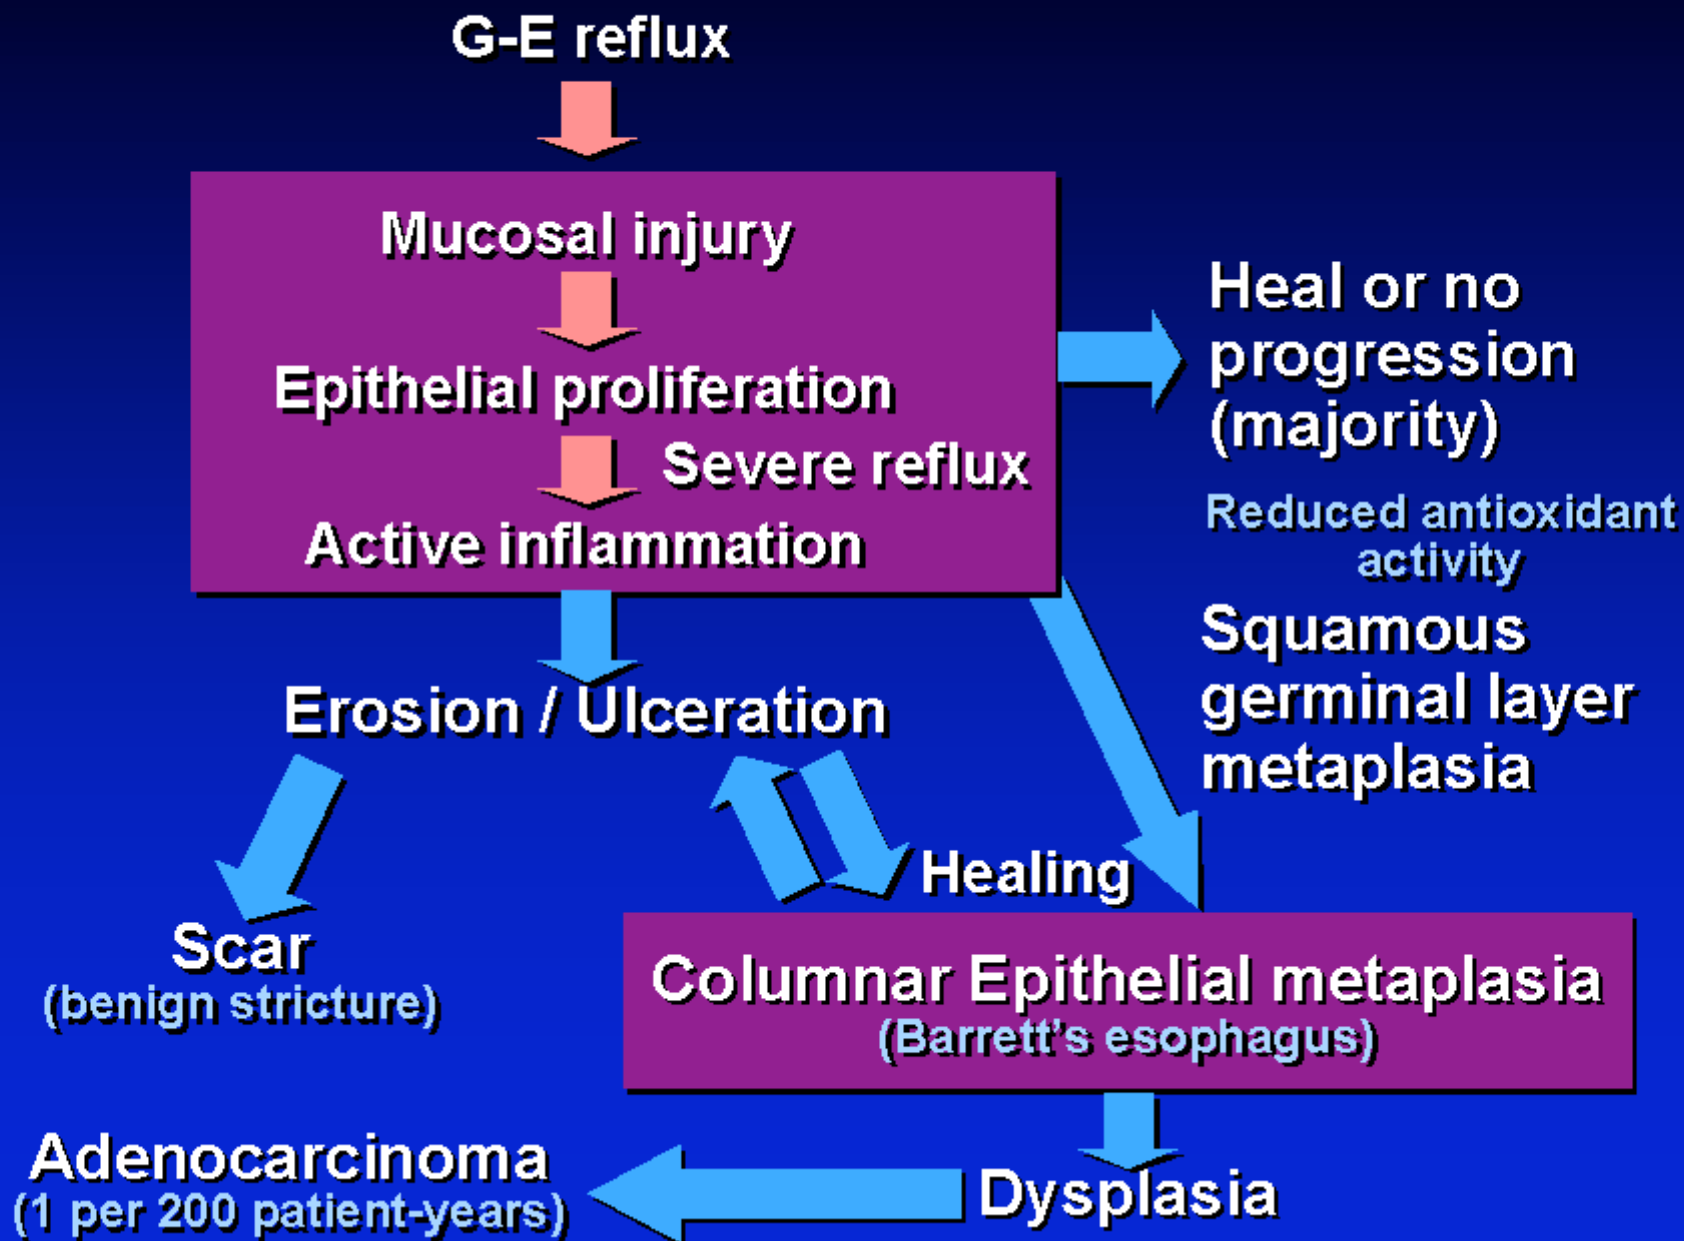 G-E reflux
Mucosal injury
Epithelial proliferation
Severe reflux
Active inflammation
Heal or no
progression
(majority)
Reduced antioxidant
activity
Squamous
germinal layer
metaplasia
Erosion / Ulceration
Healing
Scar
(benign stricture)
Columnar Epithelial metaplasia
(Barrett's esophagus)
Dysplasia
Adenocarcinoma
(1 per 200 patient-years)